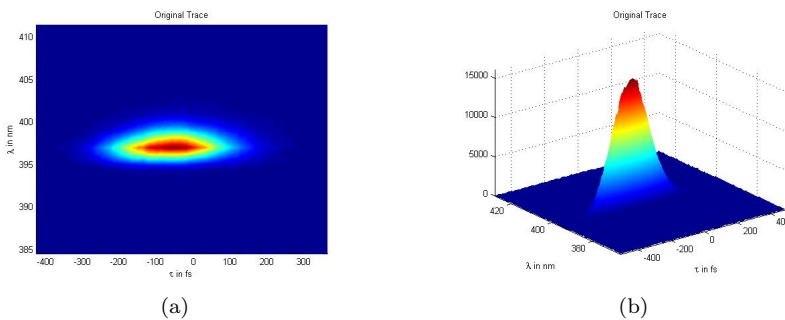 Original Trace
410
405
400
395
390
385
λ in nm
-400 -300 -200 -100 0 100 200 300
τ in fs
(a)
Original Trace
15000
10000
5000
0
420
400
380
λ in nm
-400
-200
0
200
τ in fs
(b)